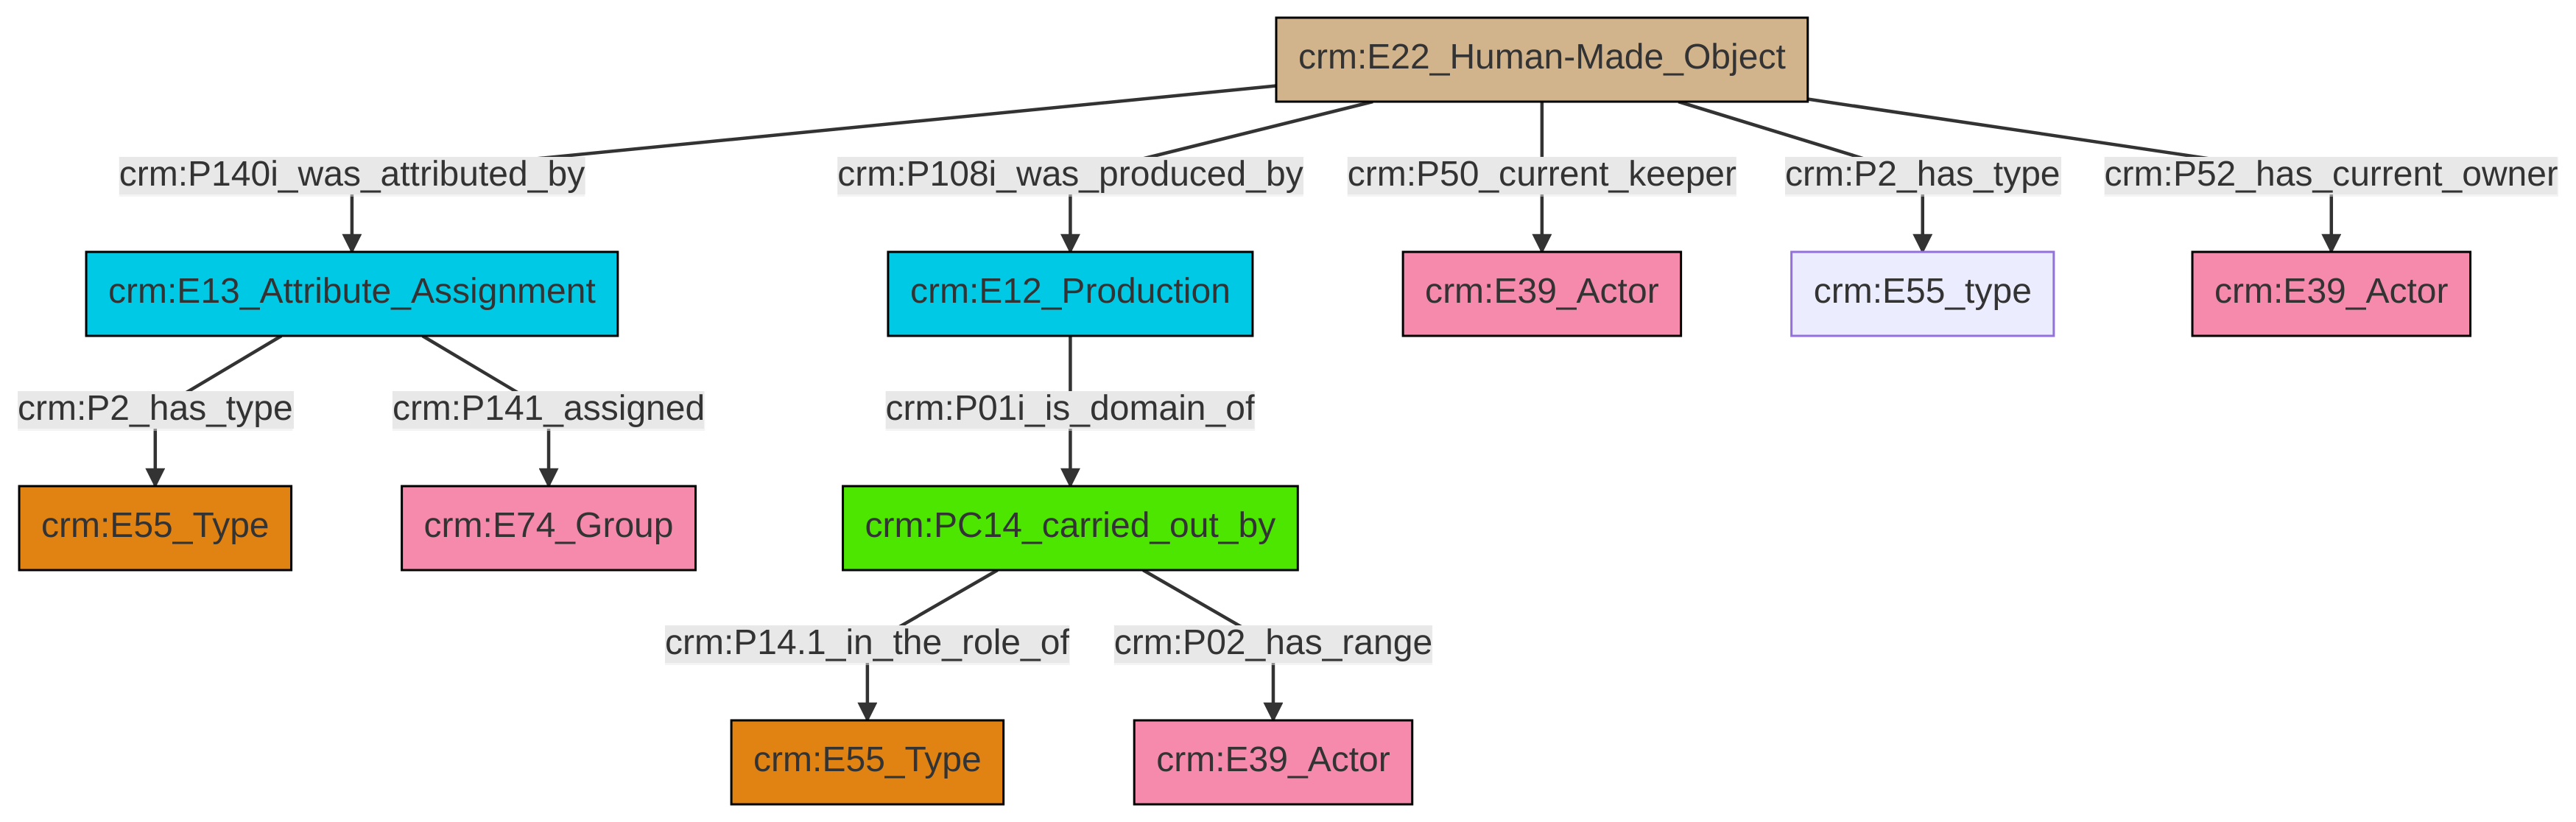 crm:E22_Human-Made_Object
crm:P140i_was_attributed_by
crm:P108i_was_produced_by
crm:P50_current_keeper
crm:P2_has_type
crm:P52_has_current_owner
crm:E13_Attribute_Assignment
crm:E12_Production
crm:E39_Actor
crm:E55_type
crm:E39_Actor
crm:P2_has_type
crm:P141_assigned
crm:P01i_is_domain_of
crm:E55_Type
crm:E74_Group
crm:PC14_carried_out_by
crm:P14.1_in_the_role_of
crm:P02_has_range
crm:E55_Type
crm:E39_Actor